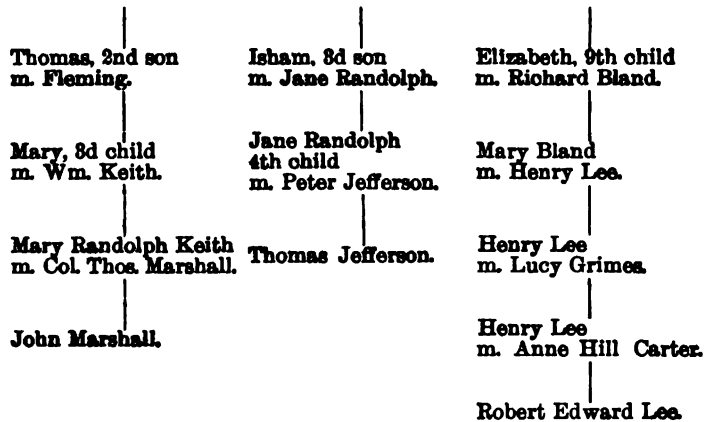 Thomas, 2nd son
m. Fleming.
Mary, 3d child
m. Wm. Keith.
Mary Randolph Keith
m. Col. Thos. Marshall.
John Marshall.
Isham, 3d son
m. Jane Randolph.
Jane Randolph
4th child
m. Peter Jefferson.
Thomas Jefferson.
Elizabeth, 9th child
m. Richard Bland.
Mary Bland
m. Henry Lee.
Henry Lee
m. Lucy Grimes.
Henry Lee
m. Anne Hill Carter.
Robert Edward Lee.